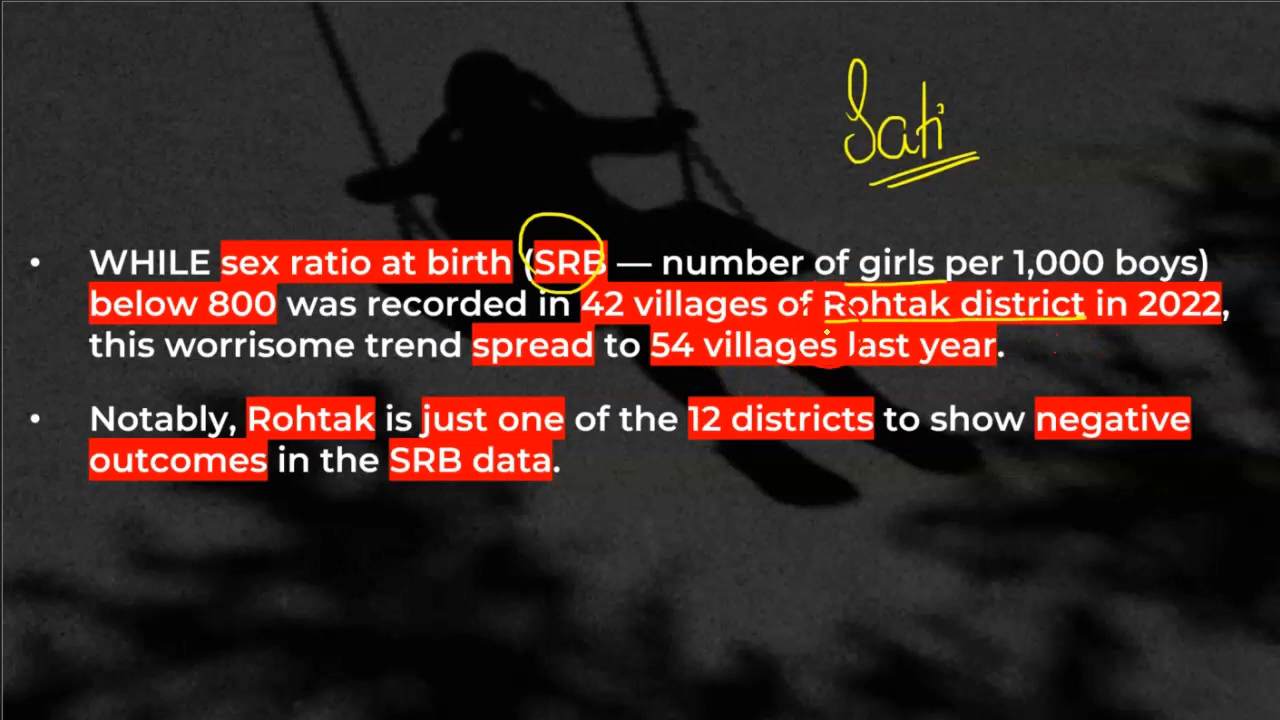 Sati
• WHILE sex ratio at birth (SRB — number of girls per 1,000 boys)
below 800 was recorded in 42 villages of Rohtak district in 2022,
this worrisome trend spread to 54 villages last year.
• Notably, Rohtak is just one of the 12 districts to show negative
outcomes in the SRB data.